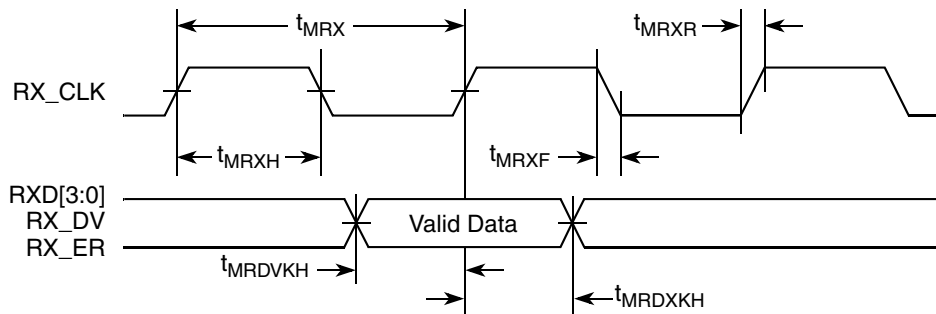 tMRX
tMRXR
RX_CLK
tMRXH
tMRXF
RXD[3:0]
RX_DV
RX_ER
Valid Data
tMRDVKH
tMRDXKH